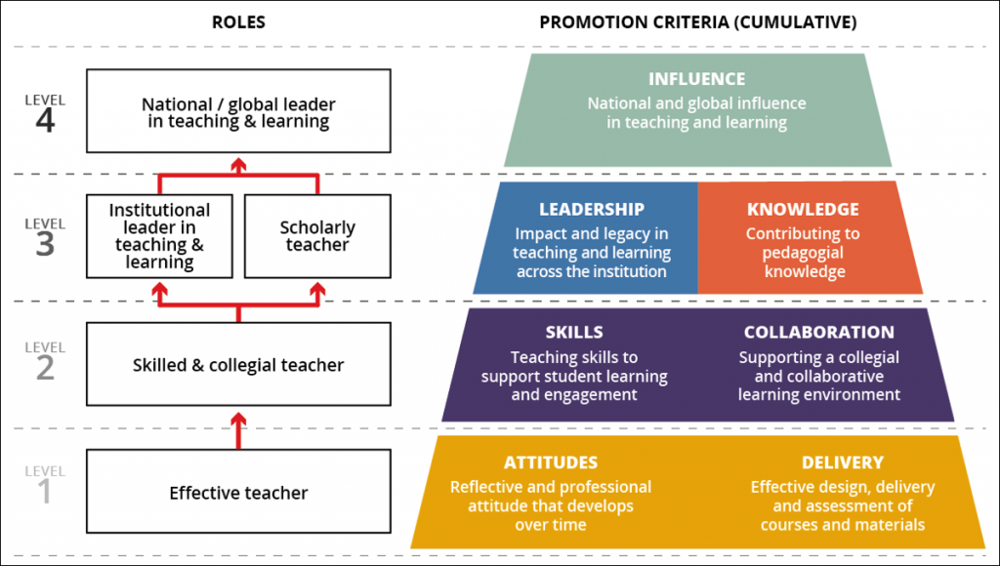 ROLES
PROMOTION CRITERIA (CUMULATIVE)
LEVEL
4
National / global leader
in teaching & learning
INFLUENCE
National and global influence
in teaching and learning
LEVEL
3
Institutional
leader in
teaching &
learning
Scholarly
teacher
LEADERSHIP
Impact and legacy in
teaching and learning
across the institution
KNOWLEDGE
Contributing to
pedagogial
knowledge
LEVEL
2
Skilled & collegial teacher
SKILLS
Teaching skills to
support student learning
and engagement
COLLABORATION
Supporting a collegial
and collaborative
learning environment
LEVEL
1
Effective teacher
ATTITUDES
Reflective and professional
attitude that develops
over time
DELIVERY
Effective design, delivery
and assessment of
courses and materials